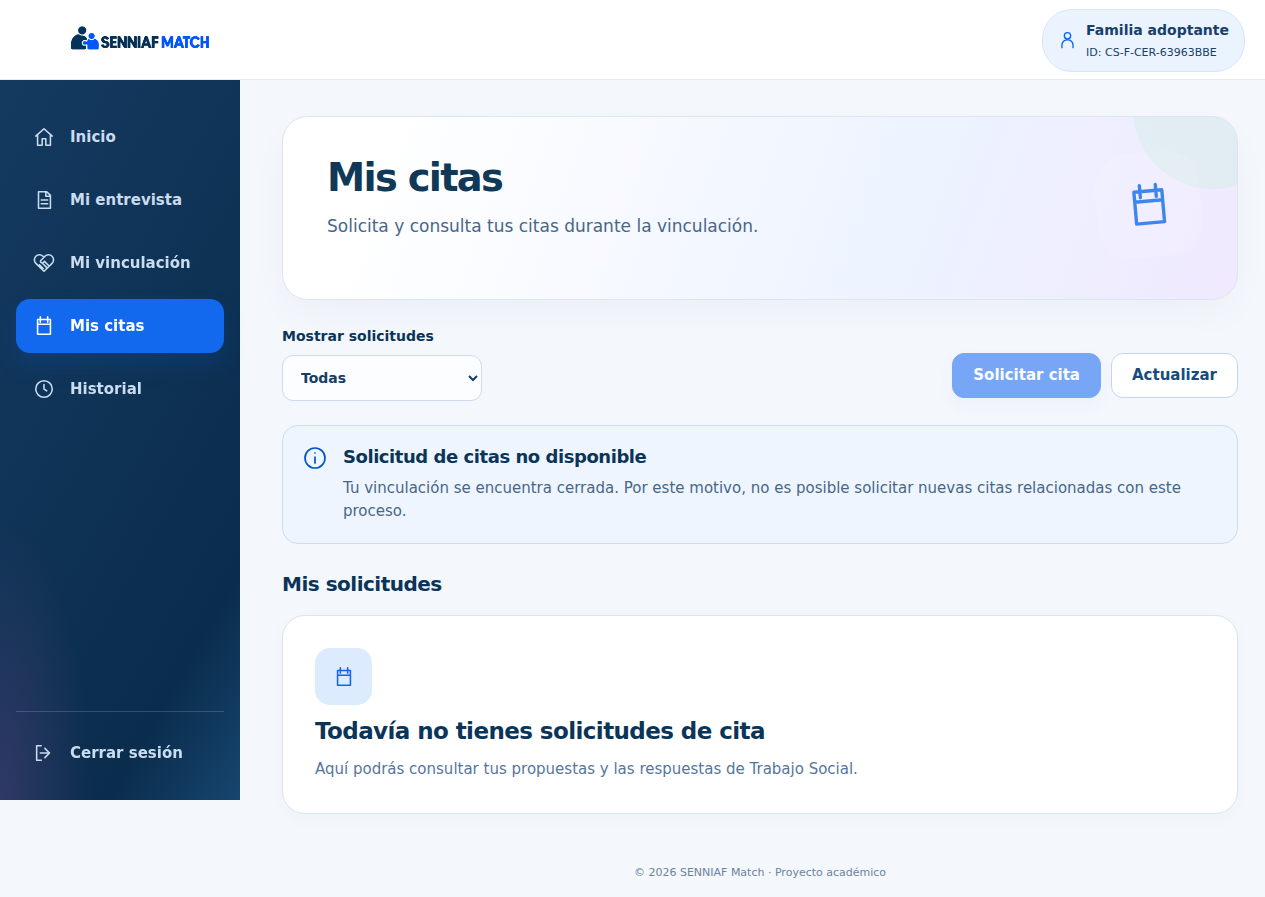 SENNIAF MATCH
Familia adoptante
ID: CS-F-CER-63963BBE
Inicio
Mi entrevista
Mi vinculación
Mis citas
Historial
Cerrar sesión
Mis citas
Solicita y consulta tus citas durante la vinculación.
Mostrar solicitudes
Todas
Solicitar cita
Actualizar
Solicitud de citas no disponible
Tu vinculación se encuentra cerrada. Por este motivo, no es posible solicitar nuevas citas relacionadas con este
proceso.
Mis solicitudes
Todavía no tienes solicitudes de cita
Aquí podrás consultar tus propuestas y las respuestas de Trabajo Social.
© 2026 SENNIAF Match · Proyecto académico